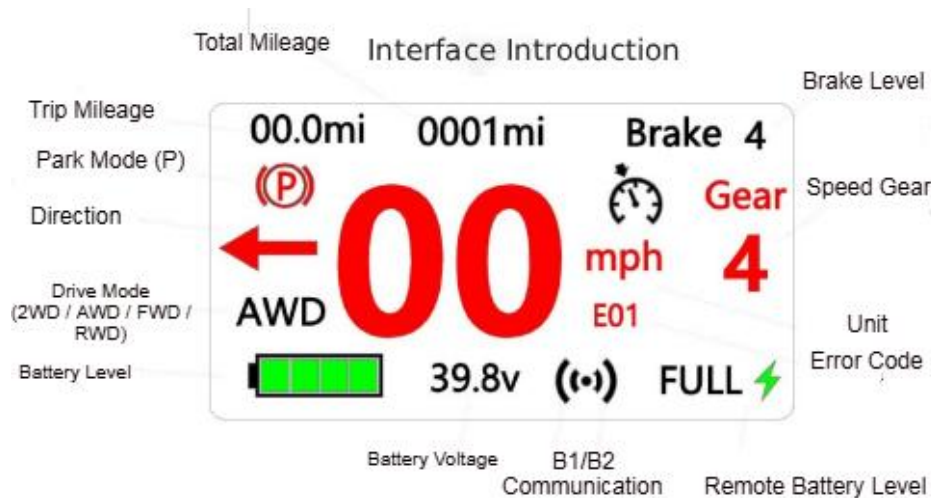 Total Mileage
Interface Introduction
Brake Level
Trip Mileage
00.0mi 0001mi Brake 4
Park Mode (P)
(P)
Gear
Speed Gear
Direction
00
mph
4
Drive Mode
(2WD / AWD / FWD /
RWD)
AWD
E01
Unit
Error Code
Battery Level
39.8v
FULL
Battery Voltage
B1/B2
Communication
Remote Battery Level